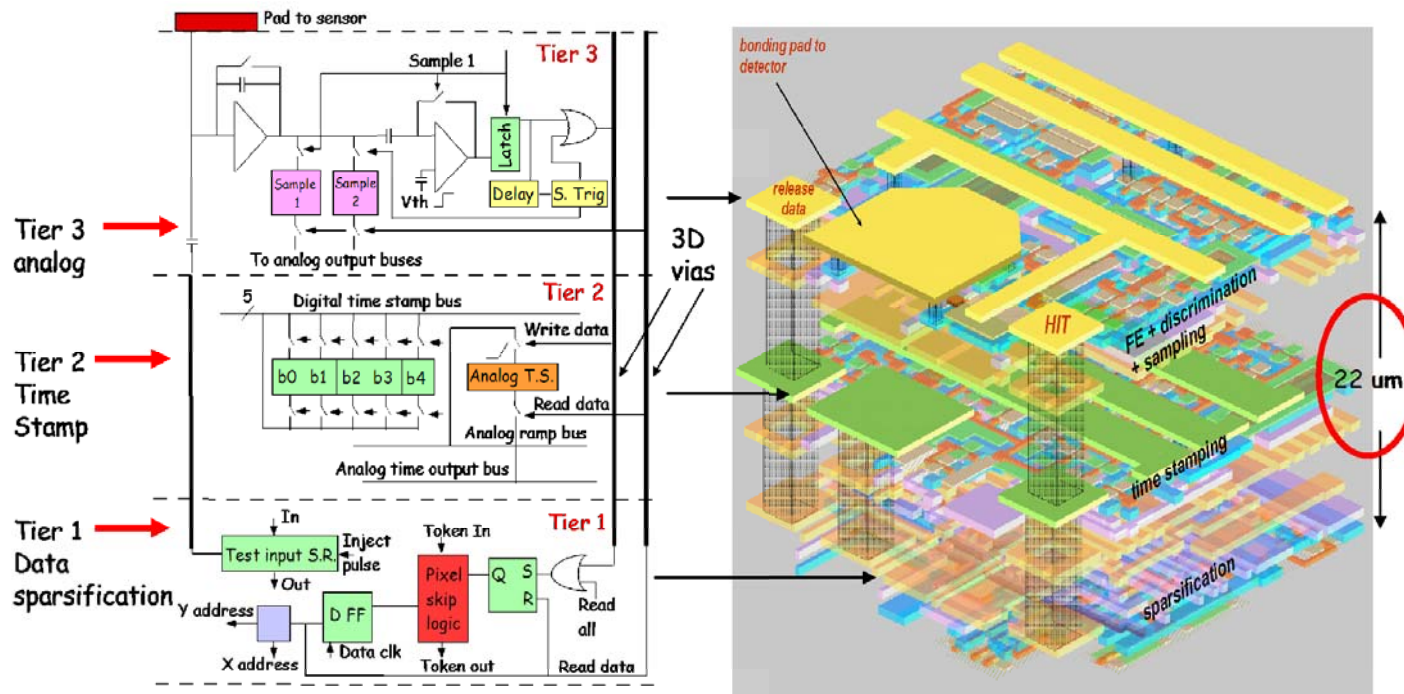 Pad to sensor
Tier 3
Sample 1
Latch
Sample
1
Sample
2
Vth
Delay
S. Trig
To analog output buses
Tier 3
analog
3D
vias
Tier 2
5
Digital time stamp bus
Write data
b0 b1 b2 b3 b4
Analog T.S.
Read data
Analog ramp bus
Analog time output bus
Tier 2
Time
Stamp
Tier 1
In
Token In
Test input S.R.
Inject
pulse
Out
Pixel
skip
logic
Q S
R
Read
all
Y address
D FF
X address
Data clk
Token out
Read data
Tier 1
Data
sparsification
bonding pad to
detector
release
data
HIT
FE + discrimination
+ sampling
time stamping
sparsification
22 um